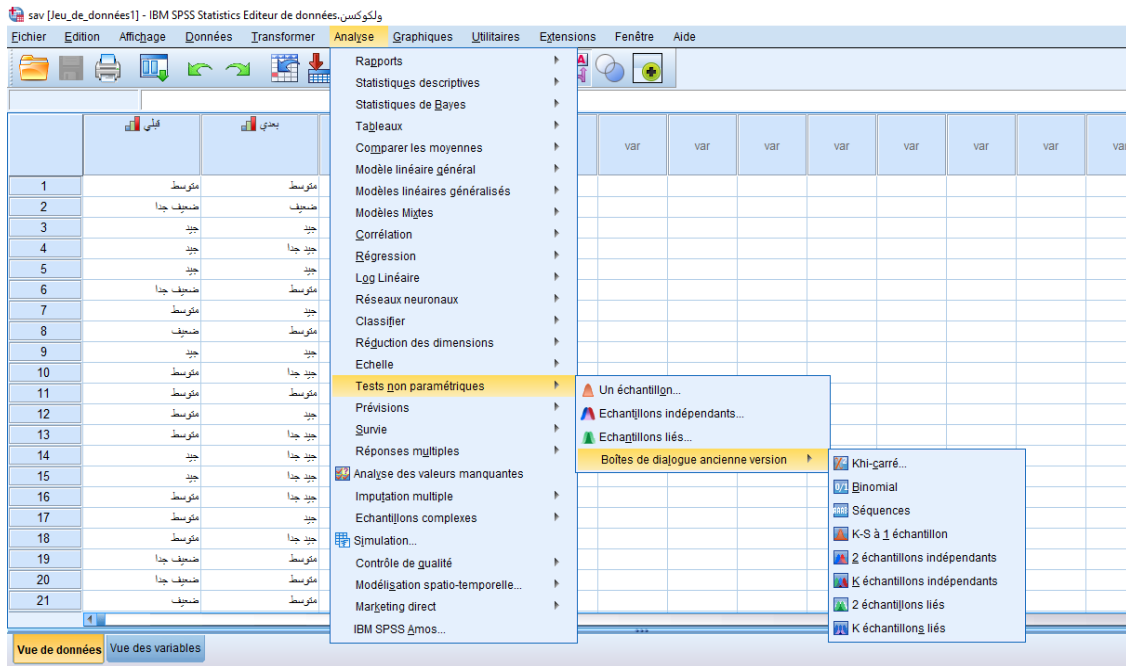 ولكوكسن.sav [Jeu_de_données1] - IBM SPSS Statistics Editeur de données
Eichier Edition Affichage Données Transformer Analyse Graphiques Utilitaires Extensions Fenêtre Aide
قبلي بعدي var var var var var var var
1 متوسط متوسط
2 ضعيف جدا ضعيف
3 جيد جيد
4 جيد جيد جدا
5 جيد جيد
6 ضعيف جدا متوسط
7 متوسط جيد
8 ضعيف متوسط
9 جيد جيد
10 متوسط جيد جدا
11 متوسط متوسط
12 متوسط جيد
13 متوسط جيد جدا
14 جيد جيد جدا
15 جيد جيد جدا
16 متوسط جيد جدا
17 متوسط جيد
18 متوسط جيد جدا
19 ضعيف جدا متوسط
20 ضعيف جدا متوسط
21 ضعيف متوسط
Rapports
Statistiques descriptives
Statistiques de Bayes
Tableaux
Comparer les moyennes
Modèle linéaire général
Modèles linéaires généralisés
Modèles Mixtes
Corrélation
Régression
Log Linéaire
Réseaux neuronaux
Classifier
Réduction des dimensions
Echelle
Tests non paramétriques
Prévisions
Survie
Réponses multiples
Analyse des valeurs manquantes
Imputation multiple
Echantillons complexes
Simulation...
Contrôle de qualité
Modélisation spatio-temporelle...
Marketing direct
IBM SPSS Amos...
Un échantillon...
Echantillons indépendants...
Echantillons liés...
Boîtes de dialogue ancienne version
Khi-carré...
Binomial
Séquences
K-S à 1 échantillon
2 échantillons indépendants
K échantillons indépendants
2 échantillons liés
K échantillons liés
Vue de données Vue des variables